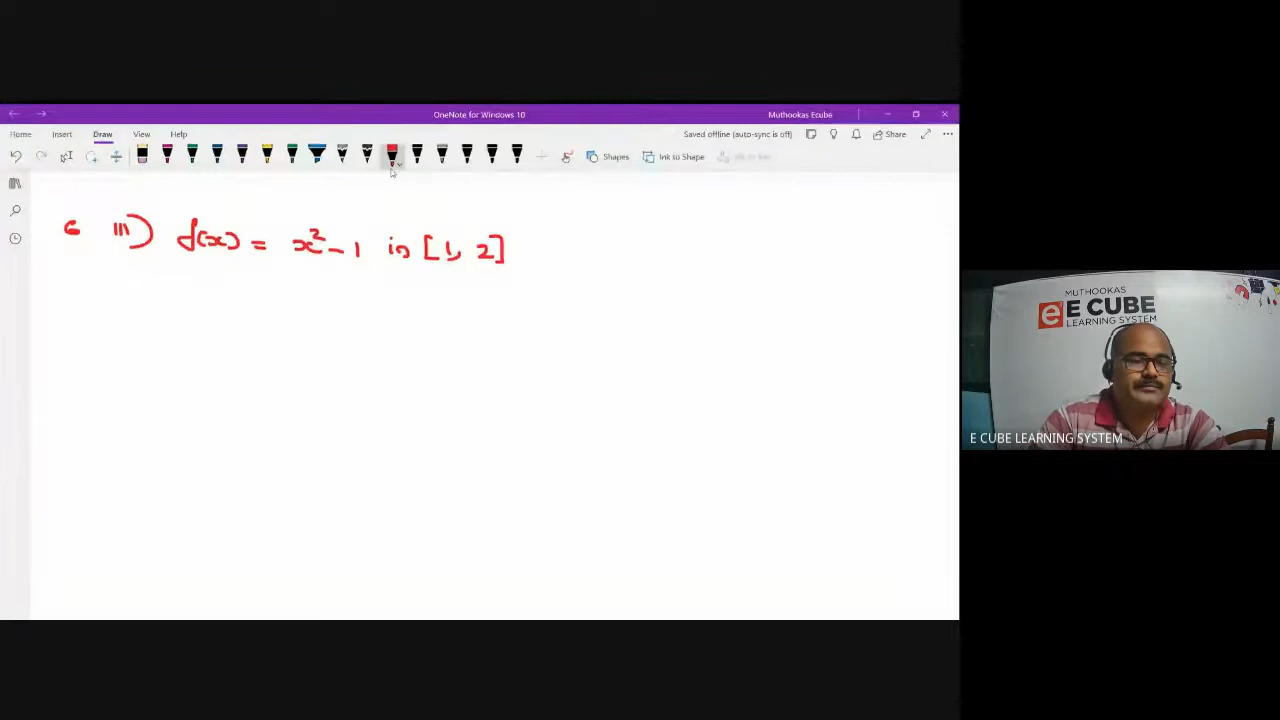 OneNote for Windows 10
Muthookas Ecube
Home Insert Draw View Help
Saved offline (auto-sync is off)
Share
Shapes
Ink to Shape
6 III) f(x) = x² - 1 in [1, 2]
MUTHOOKAS
e E CUBE
LEARNING SYSTEM
E CUBE LEARNING SYSTEM